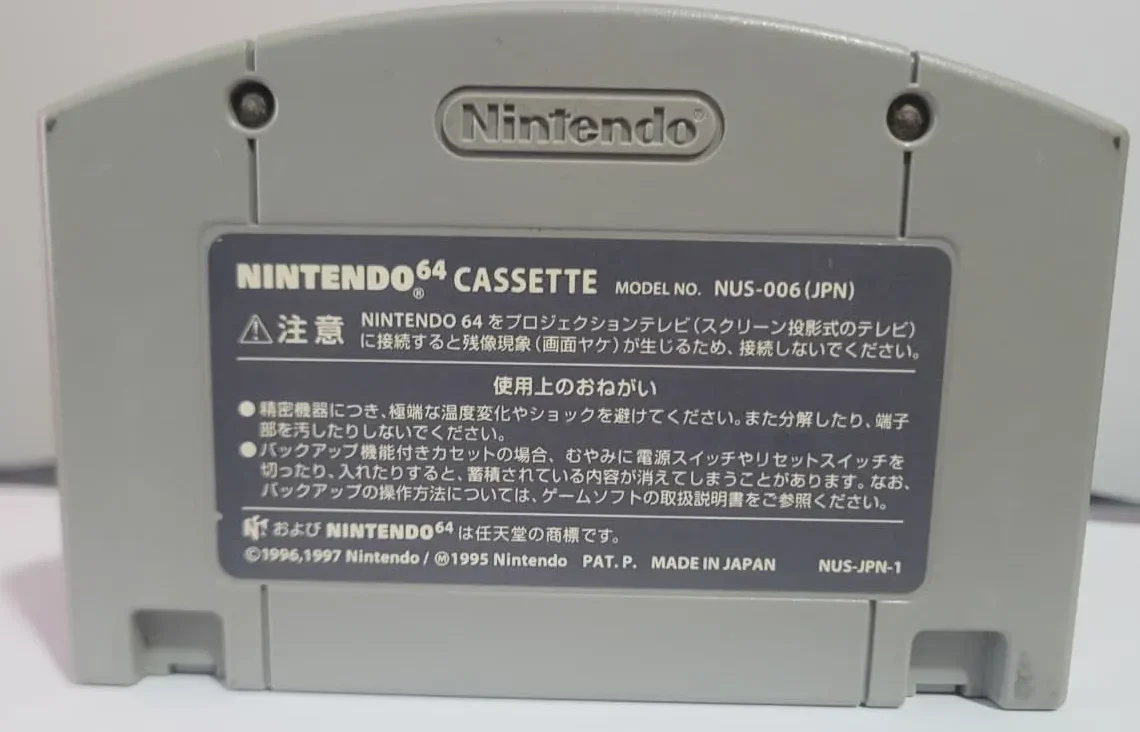 Nintendo®
NINTENDO⁶⁴® CASSETTE MODEL NO. NUS-006(JPN)
⚠注意 NINTENDO 64 をプロジェクションテレビ(スクリーン投影式のテレビ)
に接続すると残像現象(画面ヤケ)が生じるため、接続しないでください。
使用上のおねがい
●精密機器につき、極端な温度変化やショックを避けてください。また分解したり、端子
部を汚したりしないでください。
●バックアップ機能付きカセットの場合、むやみに電源スイッチやリセットスイッチを
切ったり、入れたりすると、蓄積されている内容が消えてしまうことがあります。なお、
バックアップの操作方法については、ゲームソフトの取扱説明書をご参照ください。
および NINTENDO⁶⁴ は任天堂の商標です。
©1996,1997 Nintendo / Ⓜ1995 Nintendo PAT. P. MADE IN JAPAN NUS-JPN-1